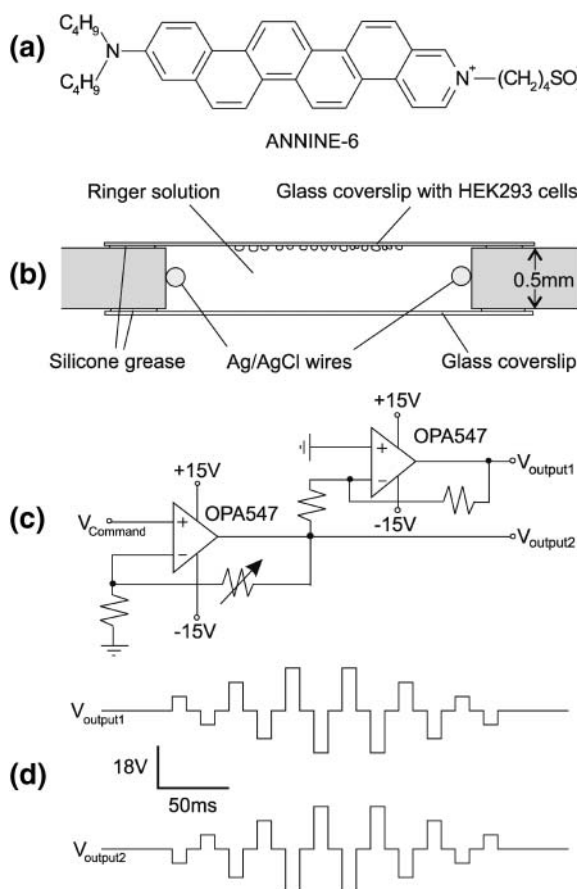 (a)
C₄H₉
C₄H₉
N
N⁺
(CH₂)₄SO
ANNINE-6
Ringer solution
Glass coverslip with HEK293 cells
(b)
0.5mm
Silicone grease
Ag/AgCl wires
Glass coverslip
(c)
+15V
OPA547
+
−
-15V
Voutput1
+15V
OPA547
VCommand
+
−
-15V
Voutput2
(d)
Voutput1
18V
50ms
Voutput2